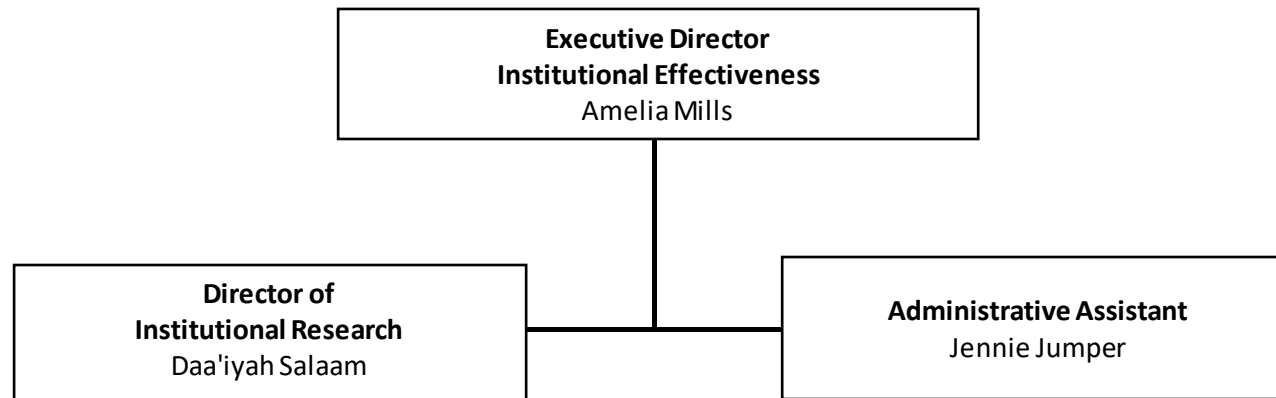 Executive Director
Institutional Effectiveness
Amelia Mills
Director of
Institutional Research
Daa'iyah Salaam
Administrative Assistant
Jennie Jumper